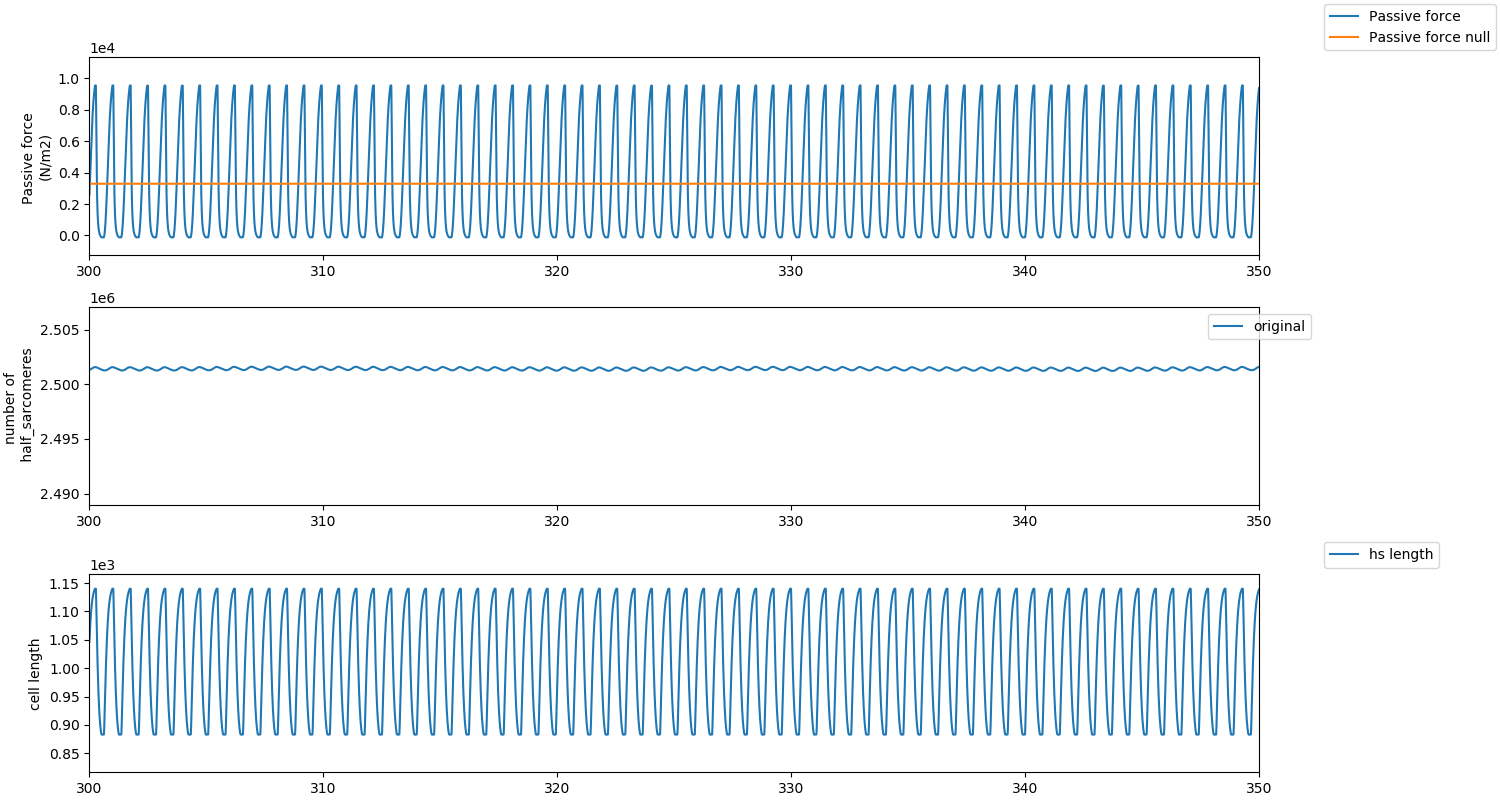 Passive force
Passive force null
1e4
1.0
0.8
0.6
0.4
0.2
0.0
Passive force
(N/m2)
300
310
320
330
340
350
1e6
2.505
2.500
2.495
2.490
number of
half_sarcomeres
original
300
310
320
330
340
350
hs length
1e3
1.15
1.10
1.05
1.00
0.95
0.90
0.85
cell length
300
310
320
330
340
350